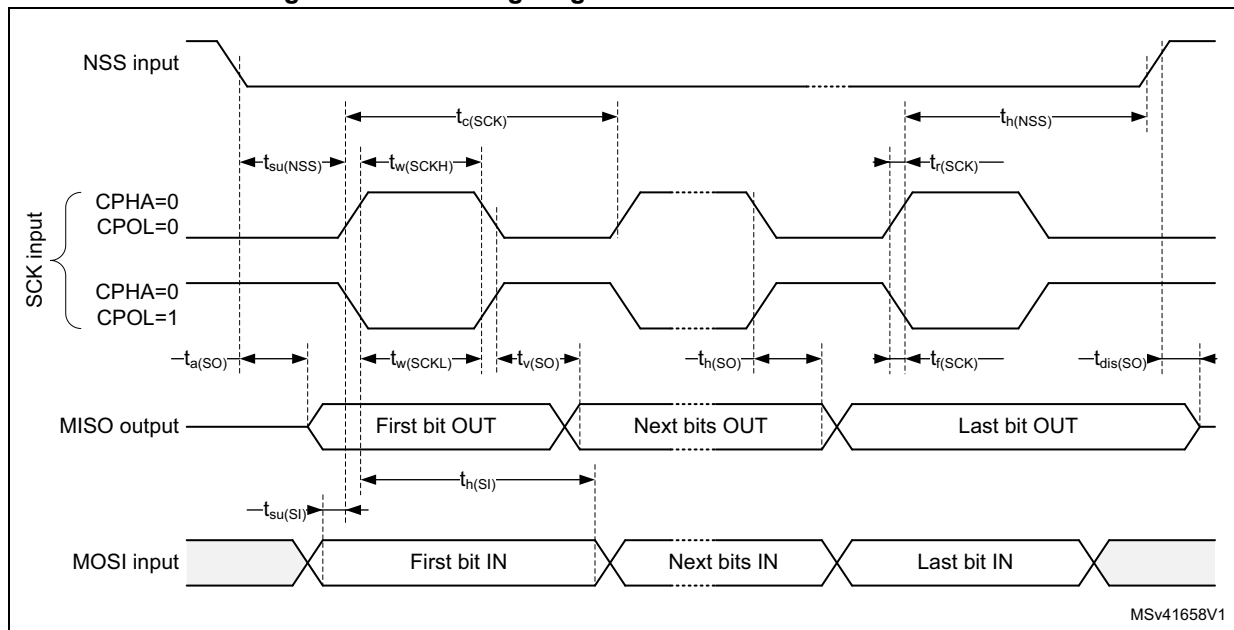 NSS input
tc(SCK)
th(NSS)
tsu(NSS)
tw(SCKH)
tr(SCK)
SCK input
CPHA=0
CPOL=0
CPHA=0
CPOL=1
ta(SO)
tw(SCKL)
tv(SO)
th(SO)
tf(SCK)
tdis(SO)
MISO output
First bit OUT
Next bits OUT
Last bit OUT
th(SI)
tsu(SI)
MOSI input
First bit IN
Next bits IN
Last bit IN
MSv41658V1